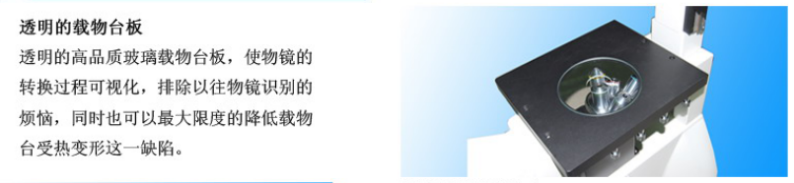 透明的载物台板
透明的高品质玻璃载物台板，使物镜的
转换过程可视化，排除以往物镜识别的
烦恼，同时也可以最大限度的降低载物
台受热变形这一缺陷。